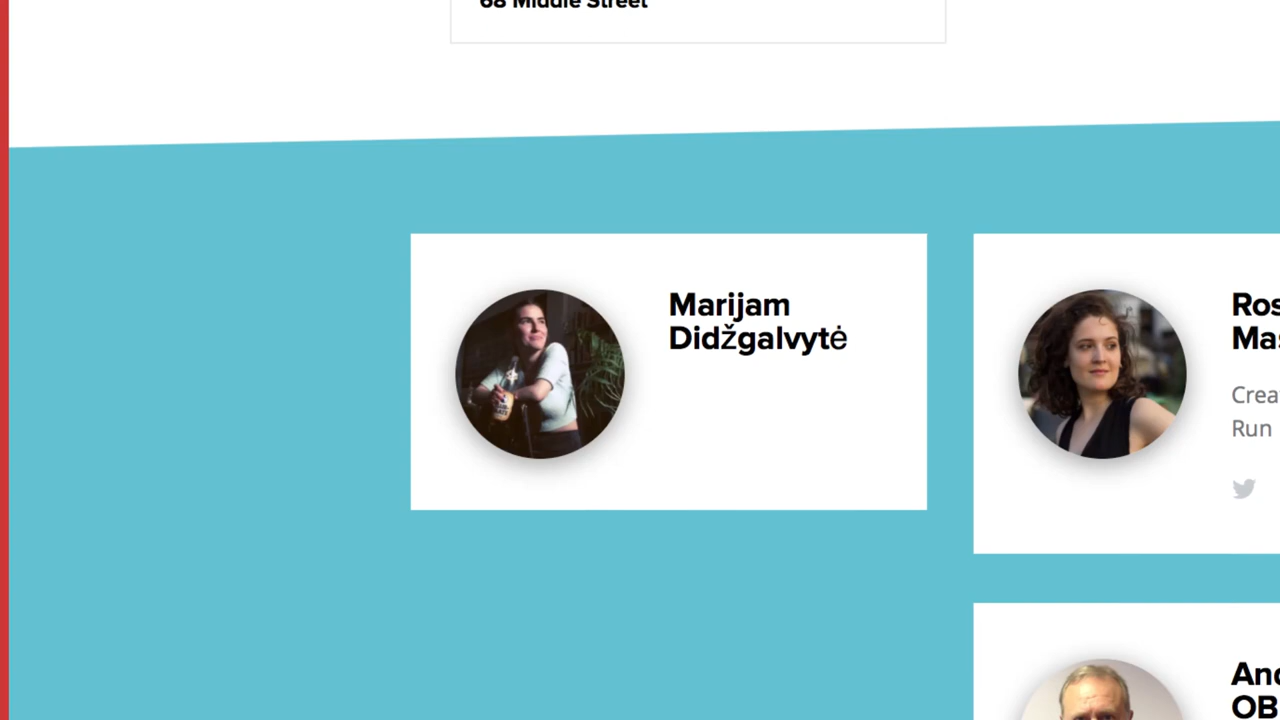 68 Middle Street
Marijam
Didžgalvytė
Ros
Mas
Crea
Run
And
OB